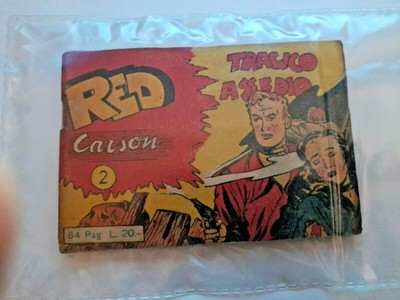 RED
Carson
2
TRAGICO
ASSEDIO
64 Pag. L. 20.-